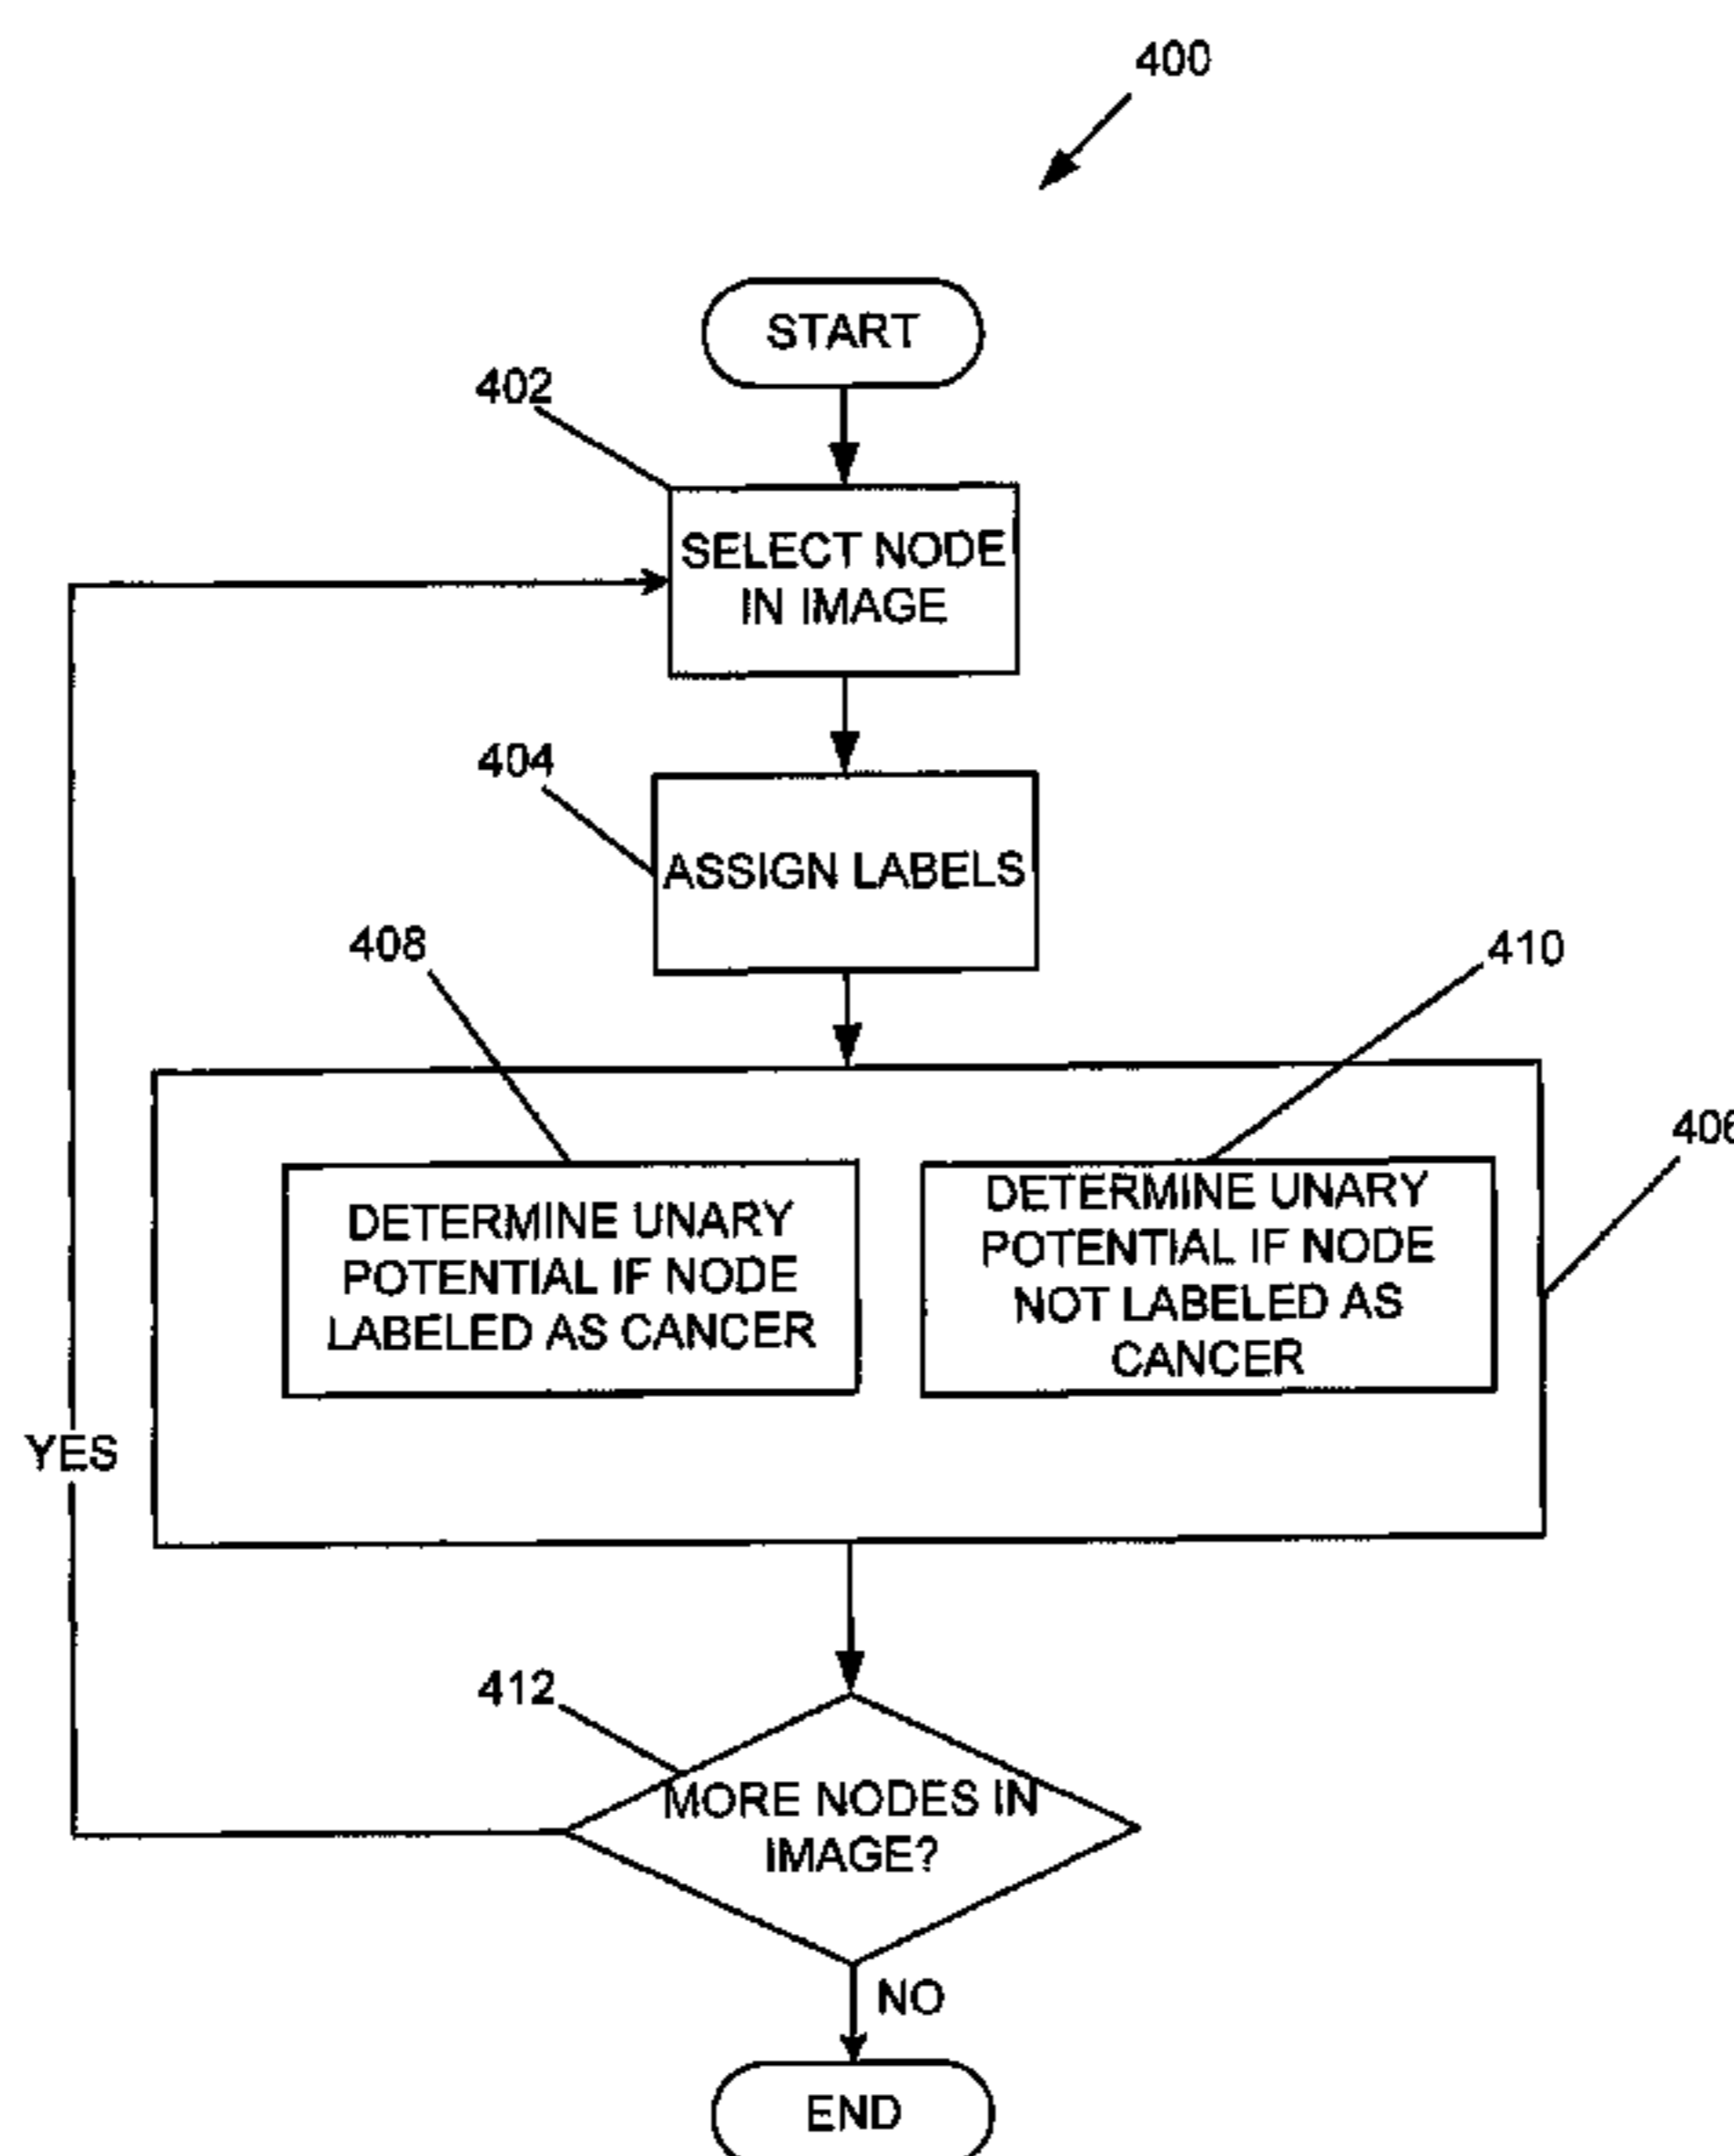 400
START
402
SELECT NODE
IN IMAGE
404
ASSIGN LABELS
408
410
406
DETERMINE UNARY
POTENTIAL IF NODE
LABELED AS CANCER
DETERMINE UNARY
POTENTIAL IF NODE
NOT LABELED AS
CANCER
YES
412
MORE NODES IN
IMAGE?
NO
END